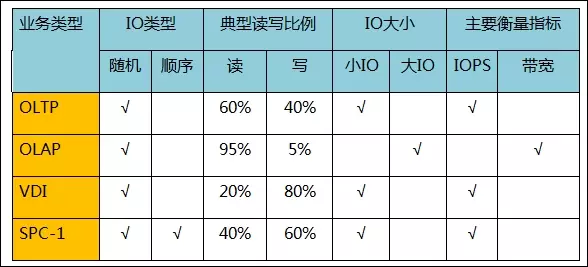 业务类型 IO类型 典型读写比例 IO大小 主要衡量指标
随机 顺序 读 写 小IO 大IO IOPS 带宽
OLTP √ 60% 40% √ √
OLAP √ 95% 5% √ √
VDI √ 20% 80% √ √
SPC-1 √ √ 40% 60% √ √